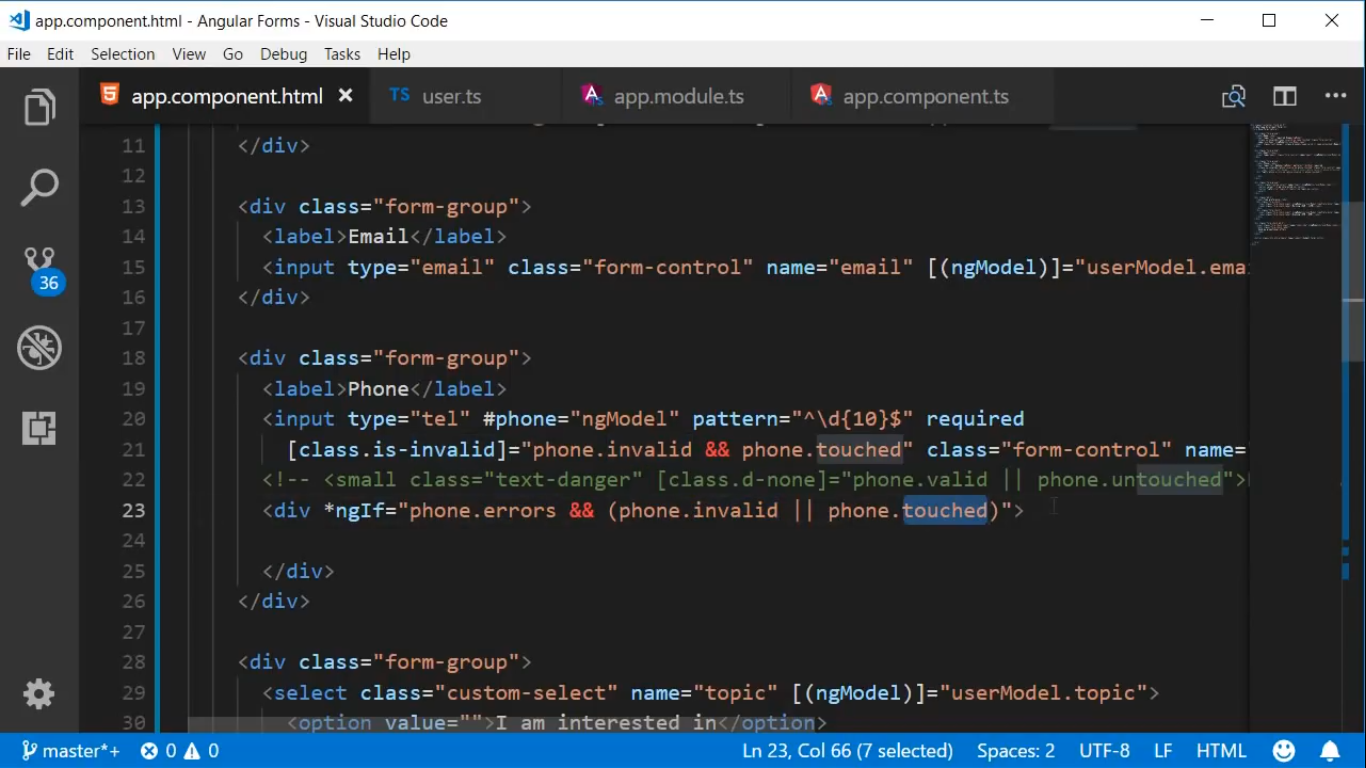 app.component.html - Angular Forms - Visual Studio Code
File Edit Selection View Go Debug Tasks Help
app.component.html TS user.ts app.module.ts app.component.ts
11 </div>
12
13 <div class="form-group">
14 <label>Email</label>
15 <input type="email" class="form-control" name="email" [(ngModel)]="userModel.emai
16 </div>
17
18 <div class="form-group">
19 <label>Phone</label>
20 <input type="tel" #phone="ngModel" pattern="^\d{10}$" required
21 [class.is-invalid]="phone.invalid && phone.touched" class="form-control" name="
22 <!-- <small class="text-danger" [class.d-none]="phone.valid || phone.untouched">
23 <div *ngIf="phone.errors && (phone.invalid || phone.touched)">
24
25 </div>
26 </div>
27
28 <div class="form-group">
29 <select class="custom-select" name="topic" [(ngModel)]="userModel.topic">
30 <option value="">I am interested in</option>
36
master*+ 0 0 Ln 23, Col 66 (7 selected) Spaces: 2 UTF-8 LF HTML